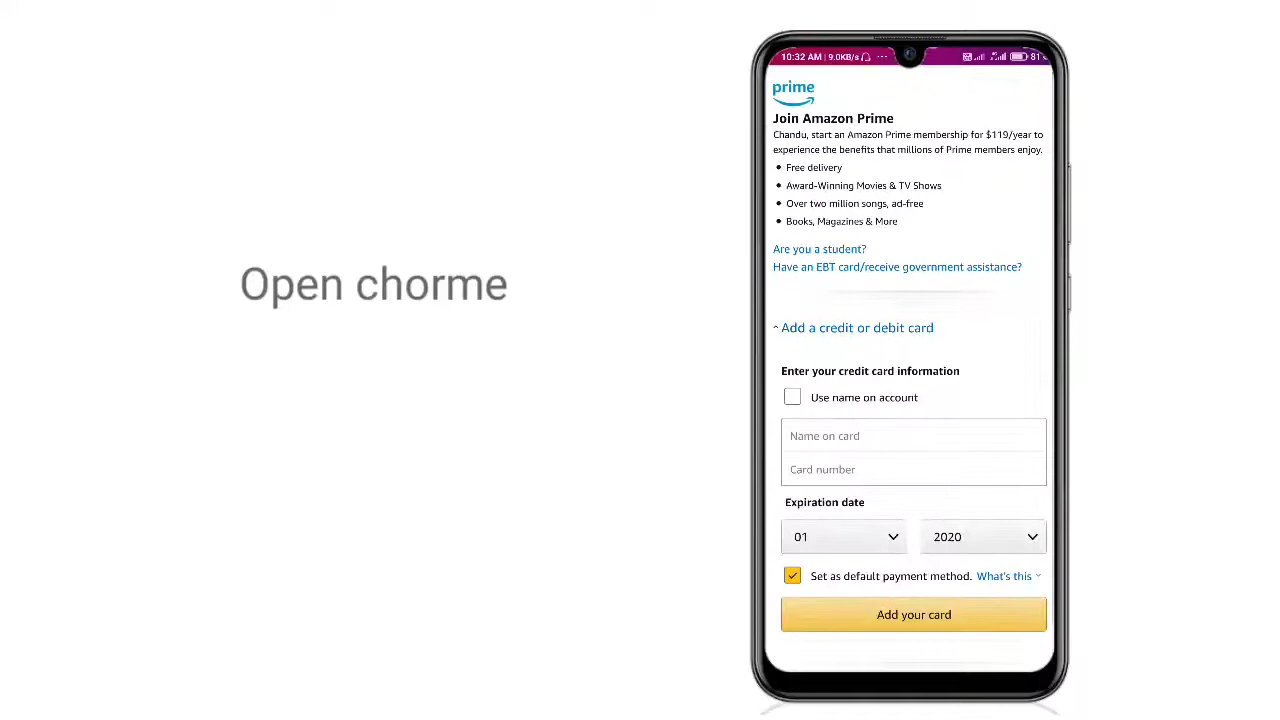 Open chorme
10:32 AM | 9.0KB/s ... 81
prime
Join Amazon Prime
Chandu, start an Amazon Prime membership for $119/year to
experience the benefits that millions of Prime members enjoy.
• Free delivery
• Award-Winning Movies & TV Shows
• Over two million songs, ad-free
• Books, Magazines & More
Are you a student?
Have an EBT card/receive government assistance?
Add a credit or debit card
Enter your credit card information
Use name on account
Name on card
Card number
Expiration date
01 2020
Set as default payment method. What's this
Add your card